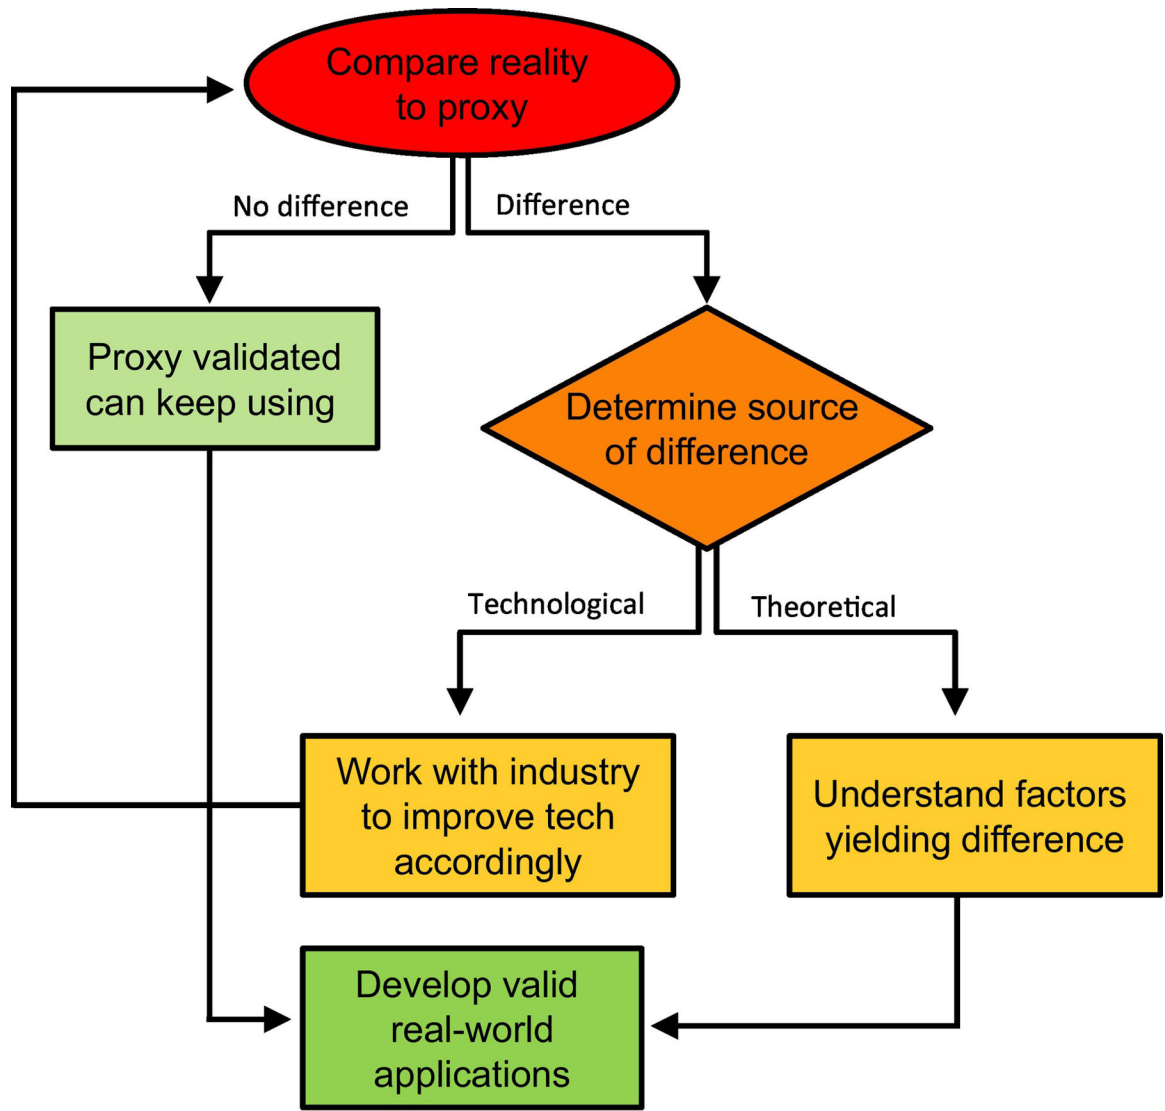 Compare reality
to proxy
No difference
Difference
Proxy validated
can keep using
Determine source
of difference
Technological
Theoretical
Work with industry
to improve tech
accordingly
Understand factors
yielding difference
Develop valid
real-world
applications